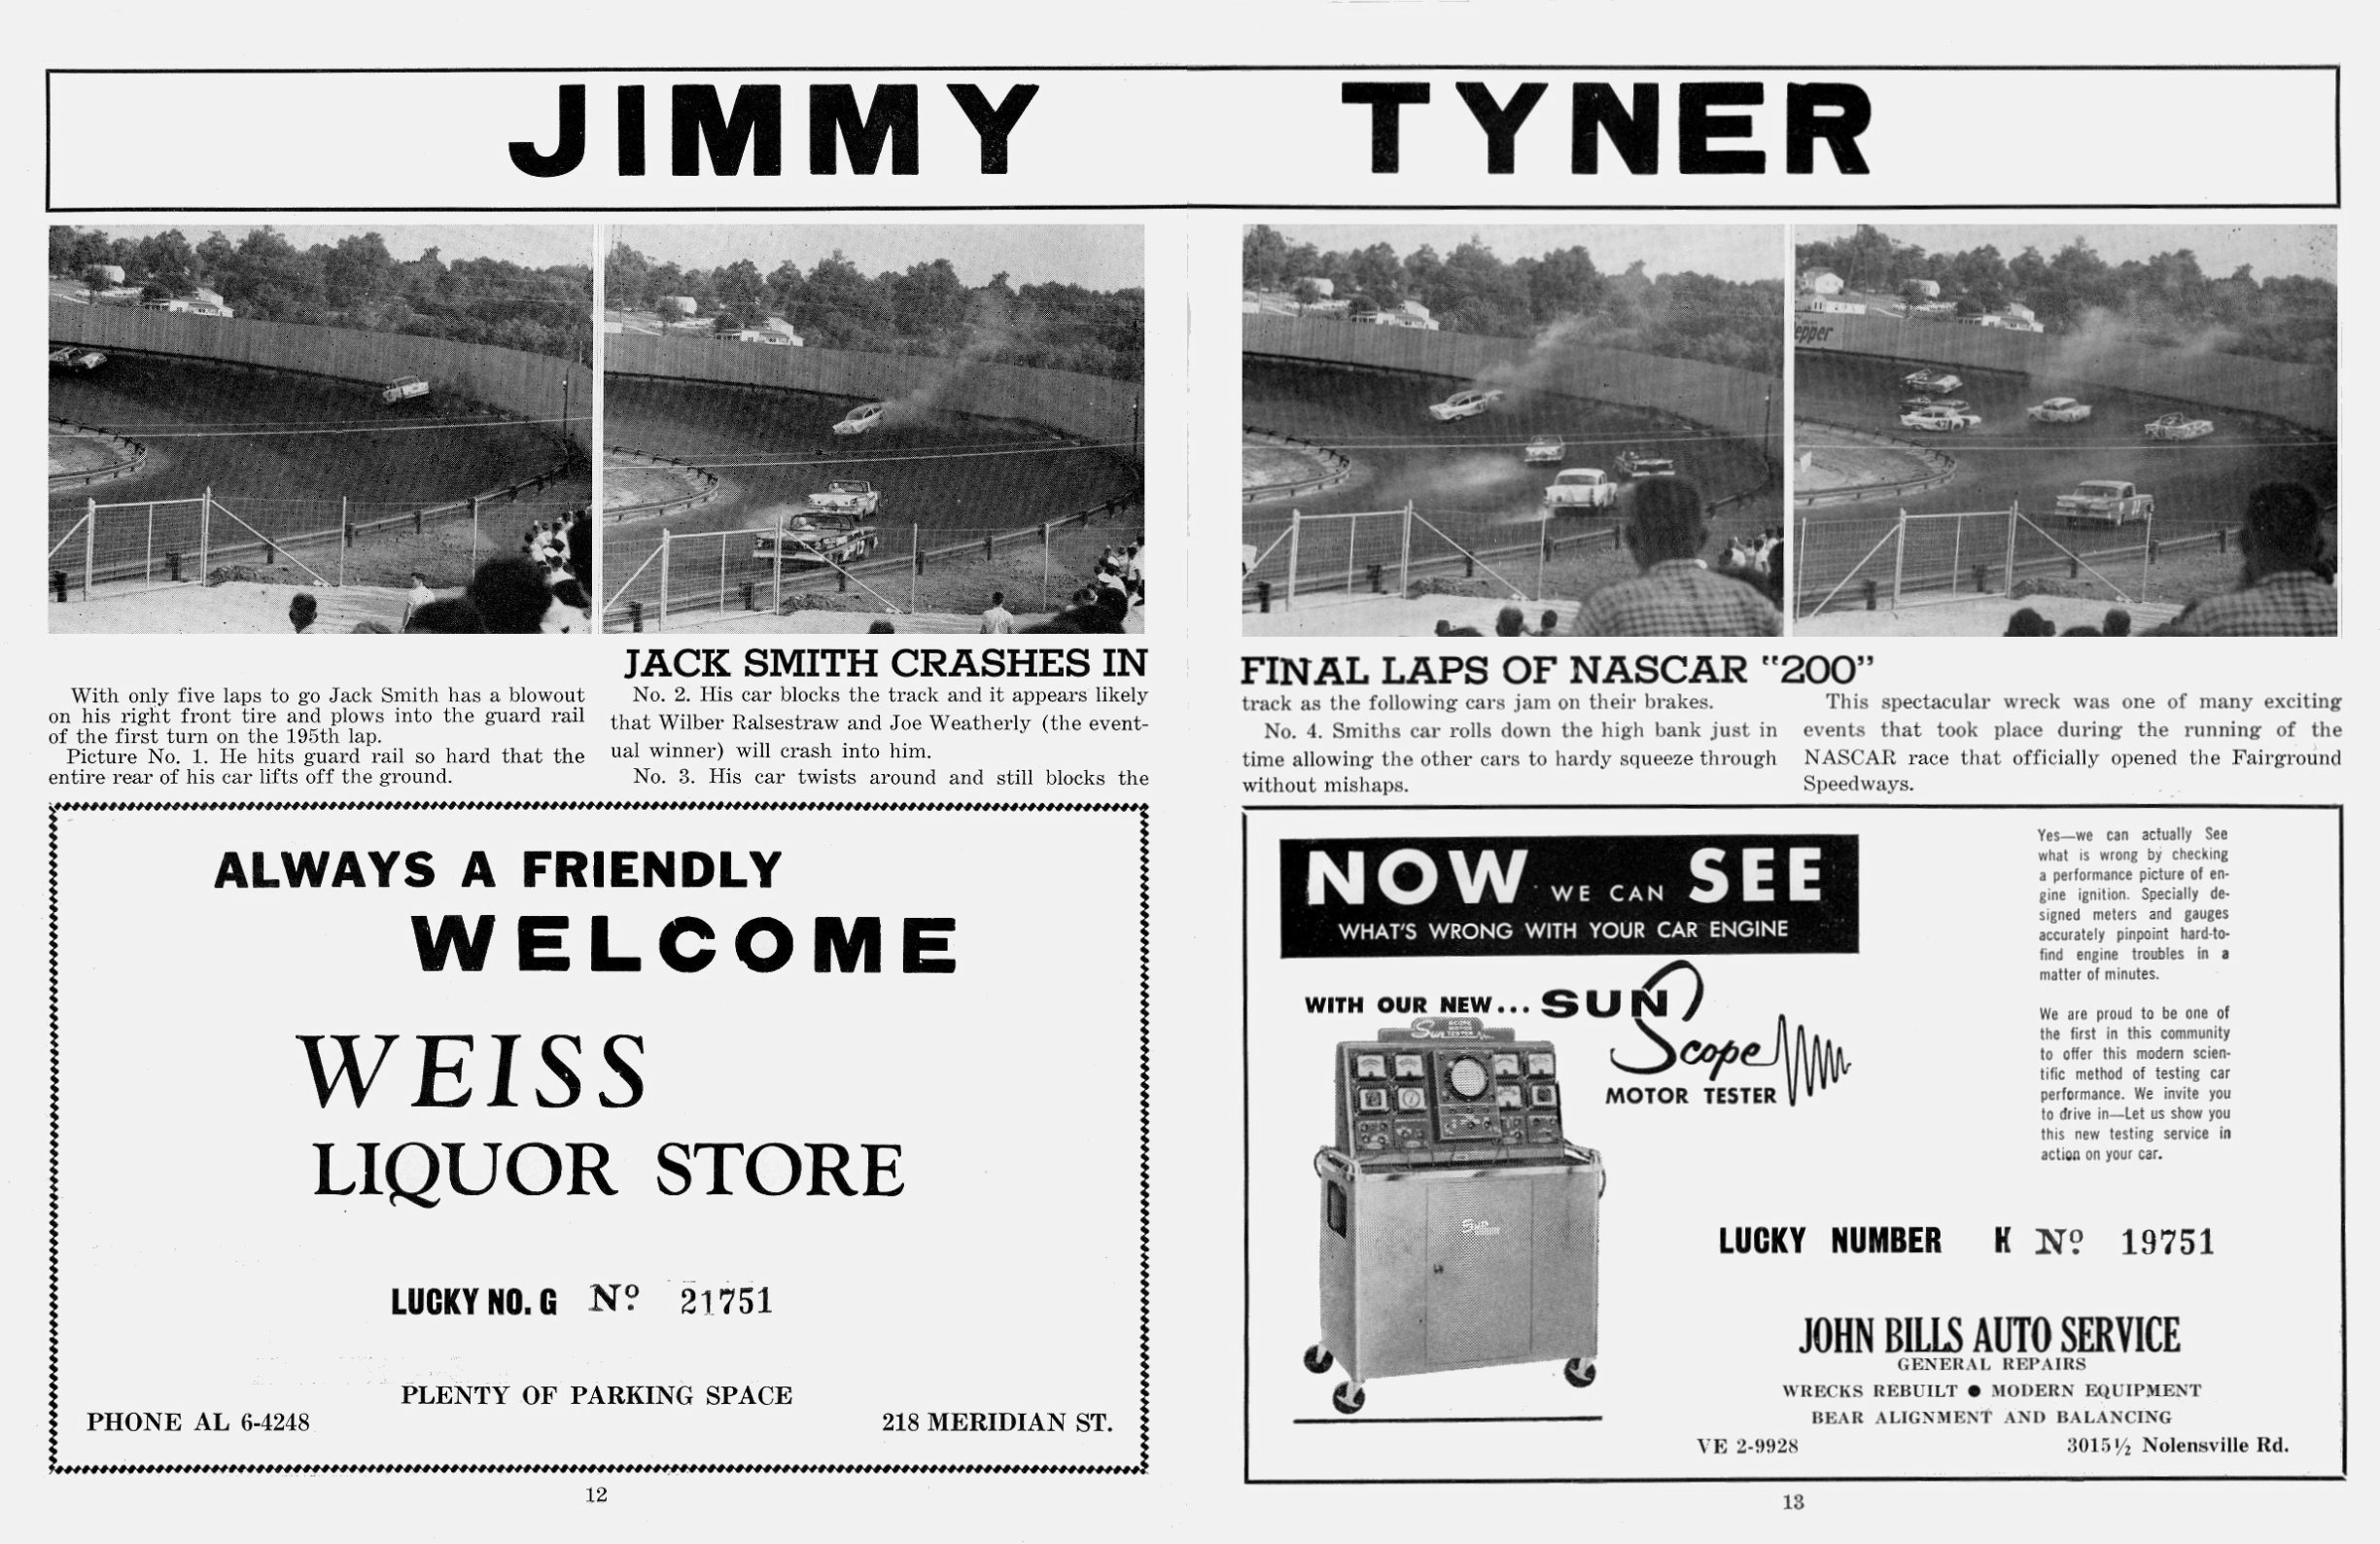 JIMMY TYNER
epper
47
JACK SMITH CRASHES IN
With only five laps to go Jack Smith has a blowout
on his right front tire and plows into the guard rail
of the first turn on the 195th lap.
Picture No. 1. He hits guard rail so hard that the
entire rear of his car lifts off the ground.
No. 2. His car blocks the track and it appears likely
that Wilber Ralsestraw and Joe Weatherly (the event-
ual winner) will crash into him.
No. 3. His car twists around and still blocks the
FINAL LAPS OF NASCAR "200"
track as the following cars jam on their brakes.
No. 4. Smiths car rolls down the high bank just in
time allowing the other cars to hardy squeeze through
without mishaps.
This spectacular wreck was one of many exciting
events that took place during the running of the
NASCAR race that officially opened the Fairground
Speedways.
ALWAYS A FRIENDLY
WELCOME
WEISS
LIQUOR STORE
LUCKY NO. G Nº 21751
PLENTY OF PARKING SPACE
PHONE AL 6-4248
218 MERIDIAN ST.
12
NOW WE CAN SEE
WHAT'S WRONG WITH YOUR CAR ENGINE
WITH OUR NEW... SUN
Scope
MOTOR TESTER
Sun SCOPE MOTOR TESTER
Sun
Yes—we can actually See
what is wrong by checking
a performance picture of en-
gine ignition. Specially de-
signed meters and gauges
accurately pinpoint hard-to-
find engine troubles in a
matter of minutes.
We are proud to be one of
the first in this community
to offer this modern scien-
tific method of testing car
performance. We invite you
to drive in—Let us show you
this new testing service in
action on your car.
LUCKY NUMBER K Nº 19751
JOHN BILLS AUTO SERVICE
GENERAL REPAIRS
WRECKS REBUILT ● MODERN EQUIPMENT
BEAR ALIGNMENT AND BALANCING
VE 2-9928
3015½ Nolensville Rd.
13